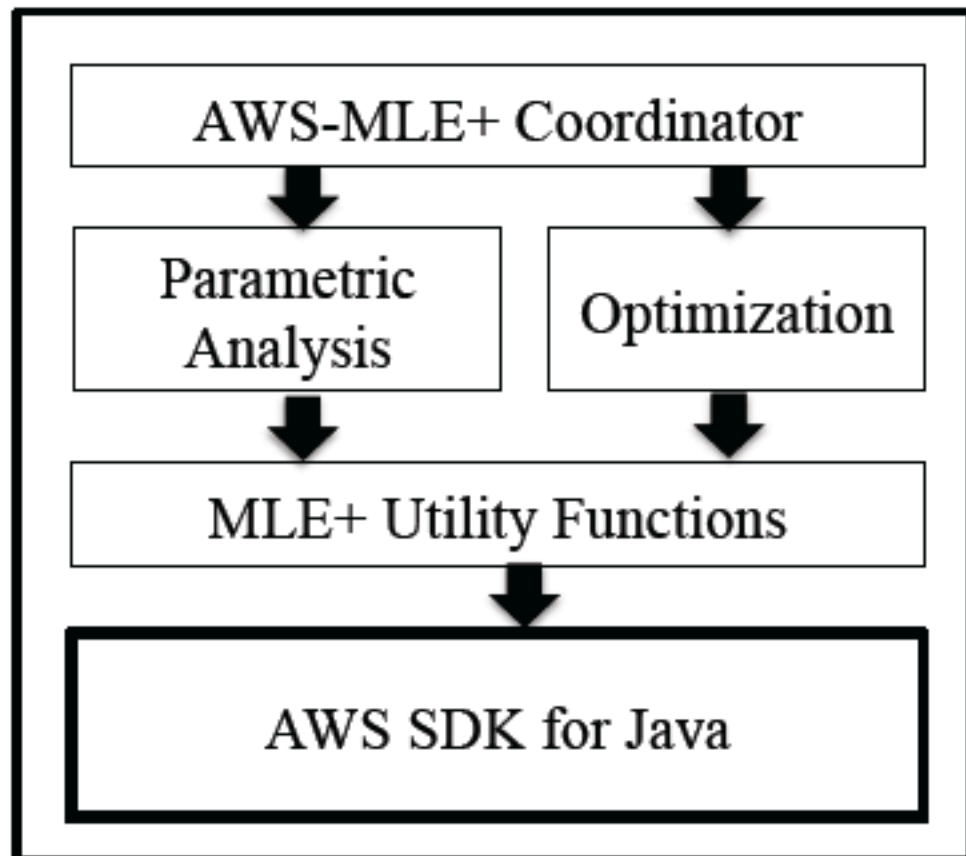 AWS-MLE+ Coordinator
Parametric
Analysis
Optimization
MLE+ Utility Functions
AWS SDK for Java